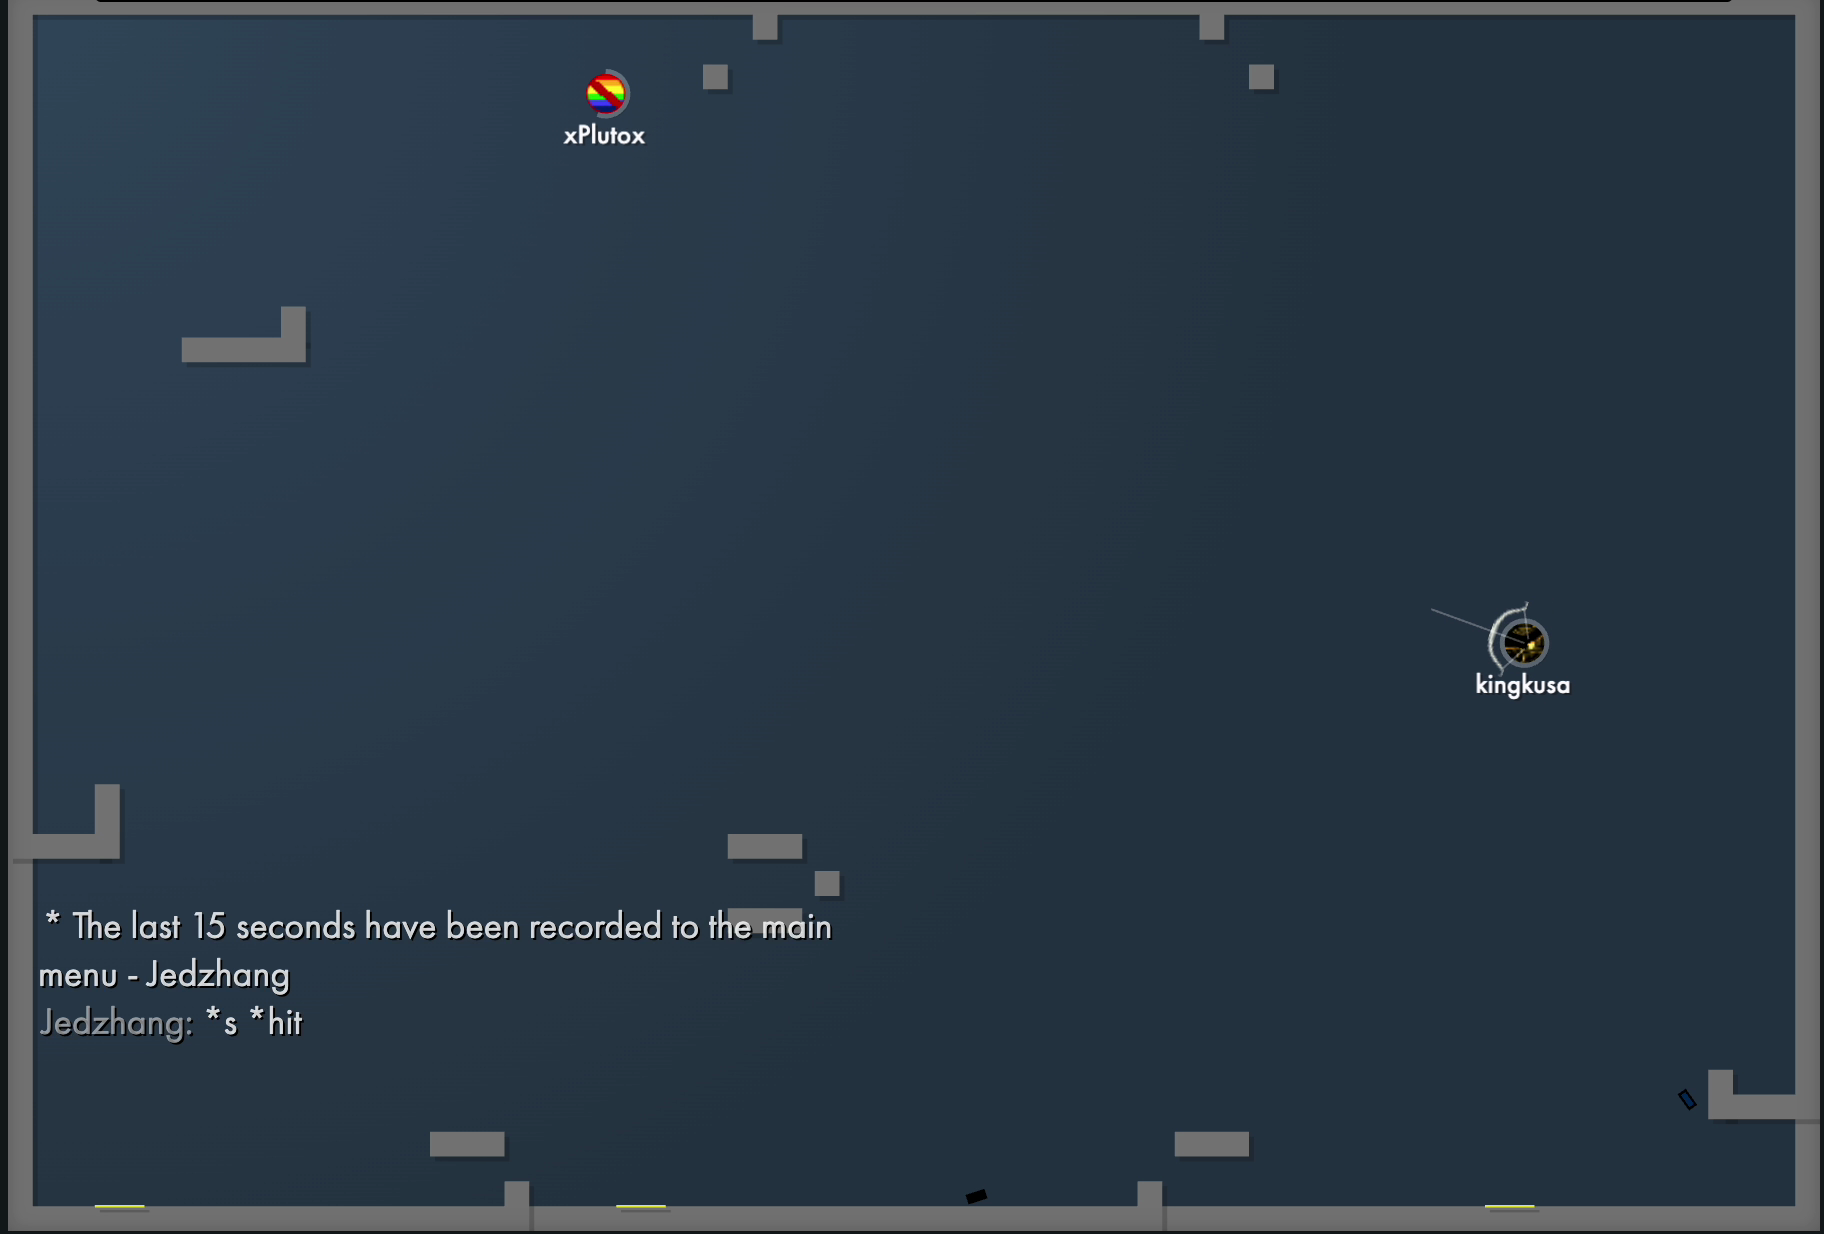 xPlutox
kingkusa
* The last 15 seconds have been recorded to the main
menu - Jedzhang
Jedzhang: *s *hit